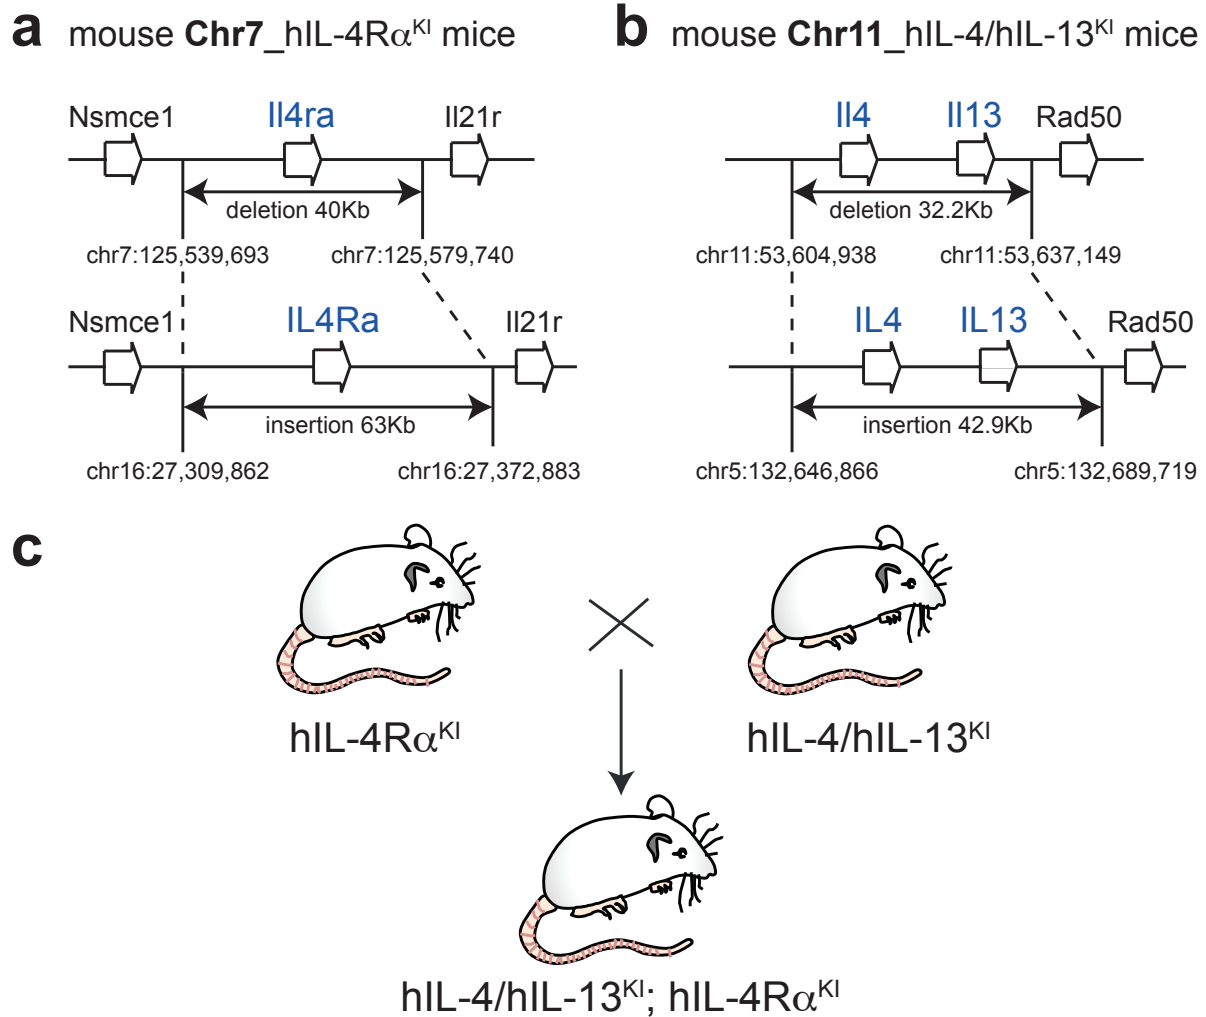 a mouse Chr7_hIL-4Rα^KI mice
Nsmce1 Il4ra Il21r
deletion 40Kb
chr7:125,539,693 chr7:125,579,740
Nsmce1 IL4Ra Il21r
insertion 63Kb
chr16:27,309,862 chr16:27,372,883
b mouse Chr11_hIL-4/hIL-13^KI mice
Il4 Il13 Rad50
deletion 32.2Kb
chr11:53,604,938 chr11:53,637,149
IL4 IL13 Rad50
insertion 42.9Kb
chr5:132,646,866 chr5:132,689,719
c
hIL-4Rα^KI hIL-4/hIL-13^KI
hIL-4/hIL-13^KI; hIL-4Rα^KI